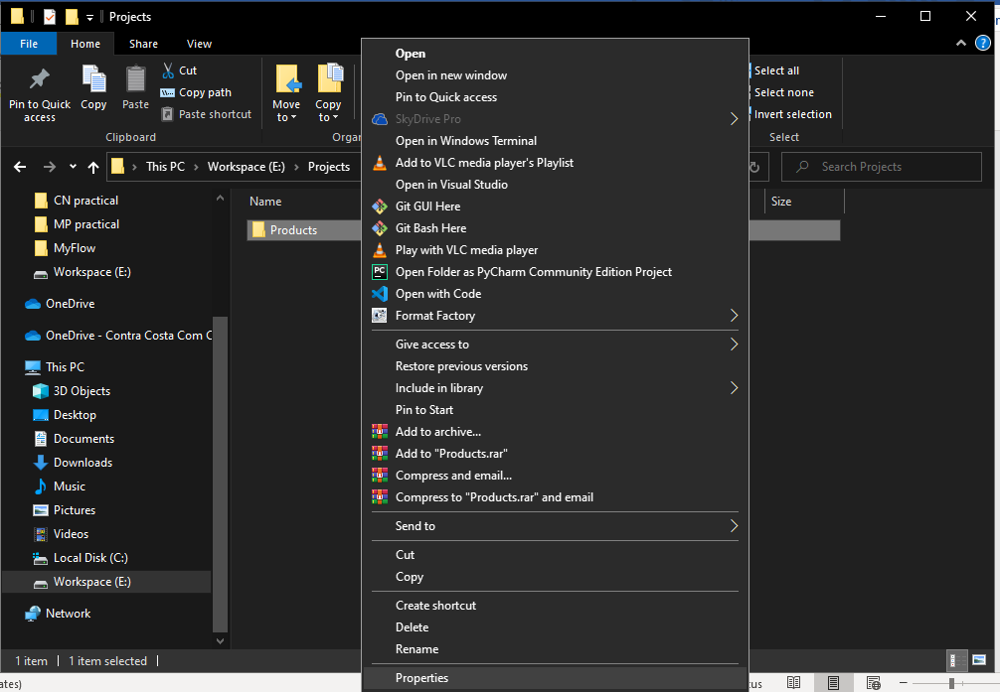 Projects
File
Home
Share
View
Pin to Quick
access
Copy
Paste
Cut
Copy path
Paste shortcut
Clipboard
Move
to
Copy
to
Select all
Select none
Invert selection
Select
This PC
Workspace (E:)
Projects
Search Projects
CN practical
MP practical
MyFlow
Workspace (E:)
OneDrive
OneDrive - Contra Costa Com
This PC
3D Objects
Desktop
Documents
Downloads
Music
Pictures
Videos
Local Disk (C:)
Workspace (E:)
Network
Name
Size
Products
Open
Open in new window
Pin to Quick access
SkyDrive Pro
Open in Windows Terminal
Add to VLC media player's Playlist
Open in Visual Studio
Git GUI Here
Git Bash Here
Play with VLC media player
PC
Open Folder as PyCharm Community Edition Project
Open with Code
Format Factory
Give access to
Restore previous versions
Include in library
Pin to Start
Add to archive...
Add to "Products.rar"
Compress and email...
Compress to "Products.rar" and email
Send to
Cut
Copy
Create shortcut
Delete
Rename
Properties
1 item
1 item selected